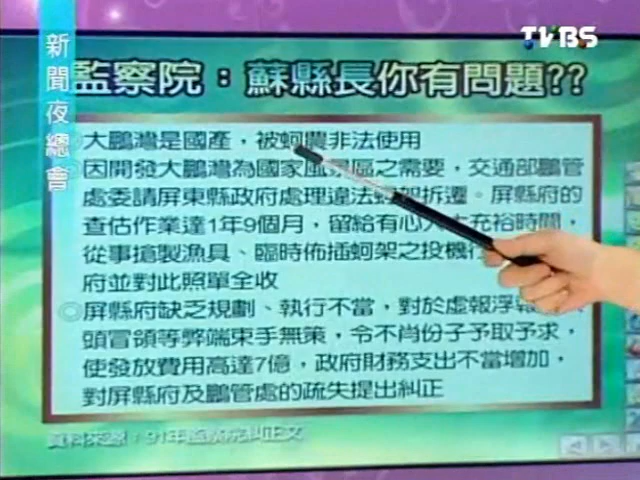 TVBS
新聞夜總會
監察院：蘇縣長你有問題??
大鵬灣是國產，被蚵農非法使用
因開發大鵬灣為國家風景區之需要，交通部鵬管
處委請屏東縣政府處理違法蚵架拆遷。屏縣府的
查估作業達1年9個月，留給有心人太充裕時間，
從事搶製漁具、臨時佈插蚵架之投機行
府並對此照單全收
◎屏縣府缺乏規劃、執行不當，對於虛報浮報
頭冒領等弊端束手無策，令不肖份子予取予求，
使發放費用高達7億，政府財務支出不當增加，
對屏縣府及鵬管處的疏失提出糾正
資料來源：91年監察院糾正文